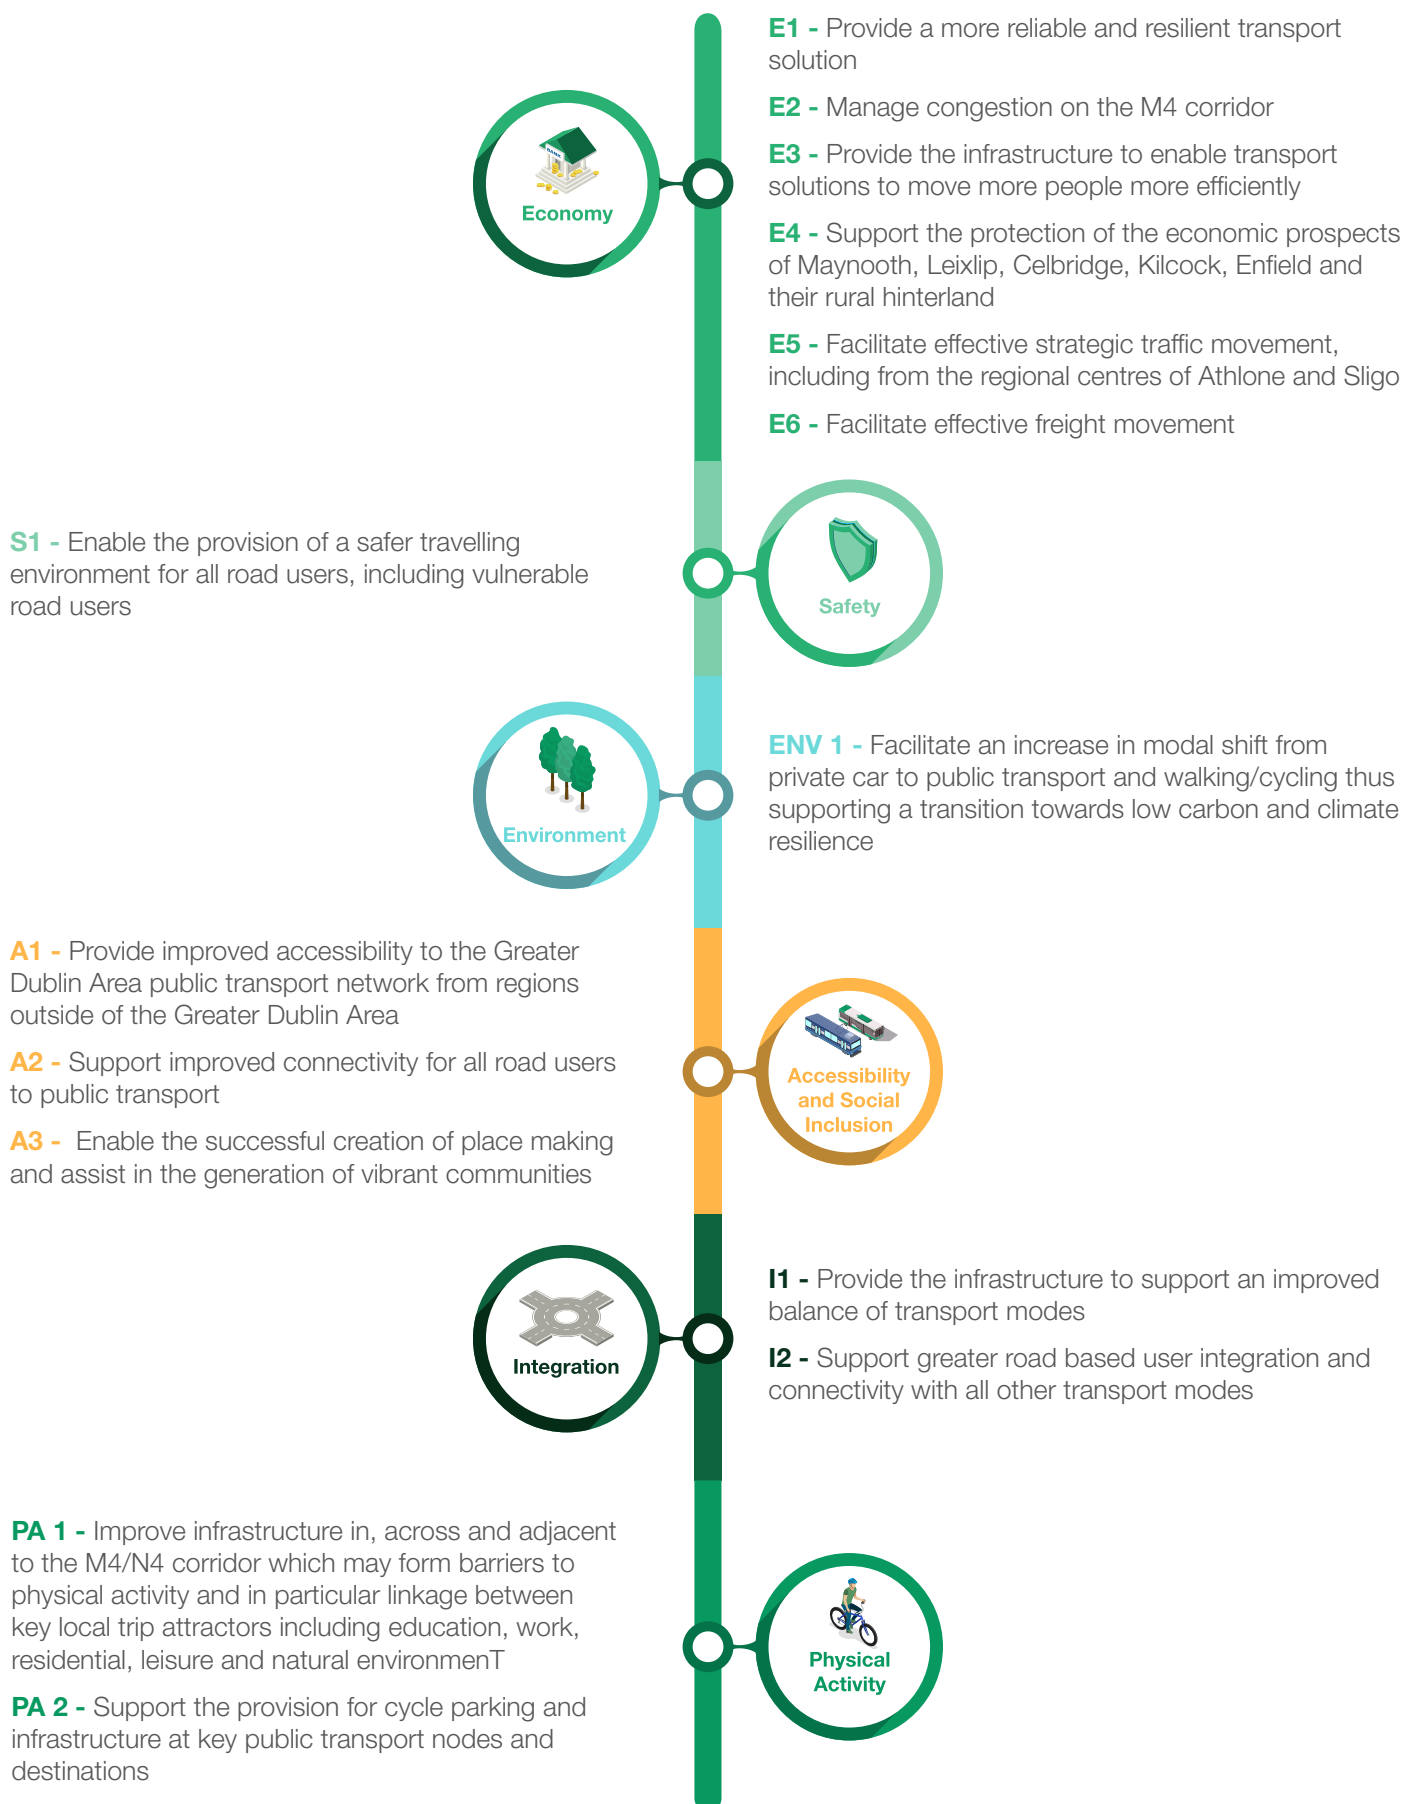 E1 - Provide a more reliable and resilient transport
solution
E2 - Manage congestion on the M4 corridor
E3 - Provide the infrastructure to enable transport
solutions to move more people more efficiently
E4 - Support the protection of the economic prospects
of Maynooth, Leixlip, Celbridge, Kilcock, Enfield and
their rural hinterland
E5 - Facilitate effective strategic traffic movement,
including from the regional centres of Athlone and Sligo
E6 - Facilitate effective freight movement
BANK
Economy
S1 - Enable the provision of a safer travelling
environment for all road users, including vulnerable
road users
Safety
Environment
ENV 1 - Facilitate an increase in modal shift from
private car to public transport and walking/cycling thus
supporting a transition towards low carbon and climate
resilience
A1 - Provide improved accessibility to the Greater
Dublin Area public transport network from regions
outside of the Greater Dublin Area
A2 - Support improved connectivity for all road users
to public transport
A3 - Enable the successful creation of place making
and assist in the generation of vibrant communities
Accessibility
and Social
Inclusion
Integration
I1 - Provide the infrastructure to support an improved
balance of transport modes
I2 - Support greater road based user integration and
connectivity with all other transport modes
PA 1 - Improve infrastructure in, across and adjacent
to the M4/N4 corridor which may form barriers to
physical activity and in particular linkage between
key local trip attractors including education, work,
residential, leisure and natural environmenT
PA 2 - Support the provision for cycle parking and
infrastructure at key public transport nodes and
destinations
Physical
Activity